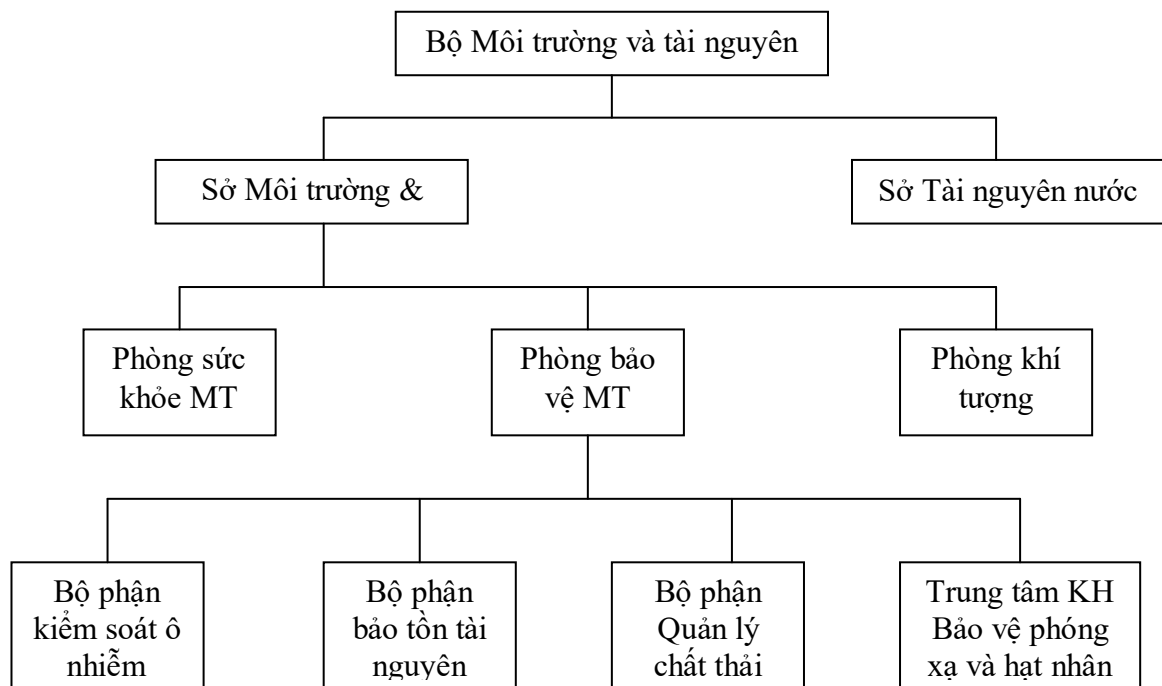 Bộ Môi trường và tài nguyên
Sở Môi trường &
Sở Tài nguyên nước
Phòng sức
khỏe MT
Phòng bảo
vệ MT
Phòng khí
tượng
Bộ phận
kiểm soát ô
nhiễm
Bộ phận
bảo tồn tài
nguyên
Bộ phận
Quản lý
chất thải
Trung tâm KH
Bảo vệ phóng
xạ và hạt nhân